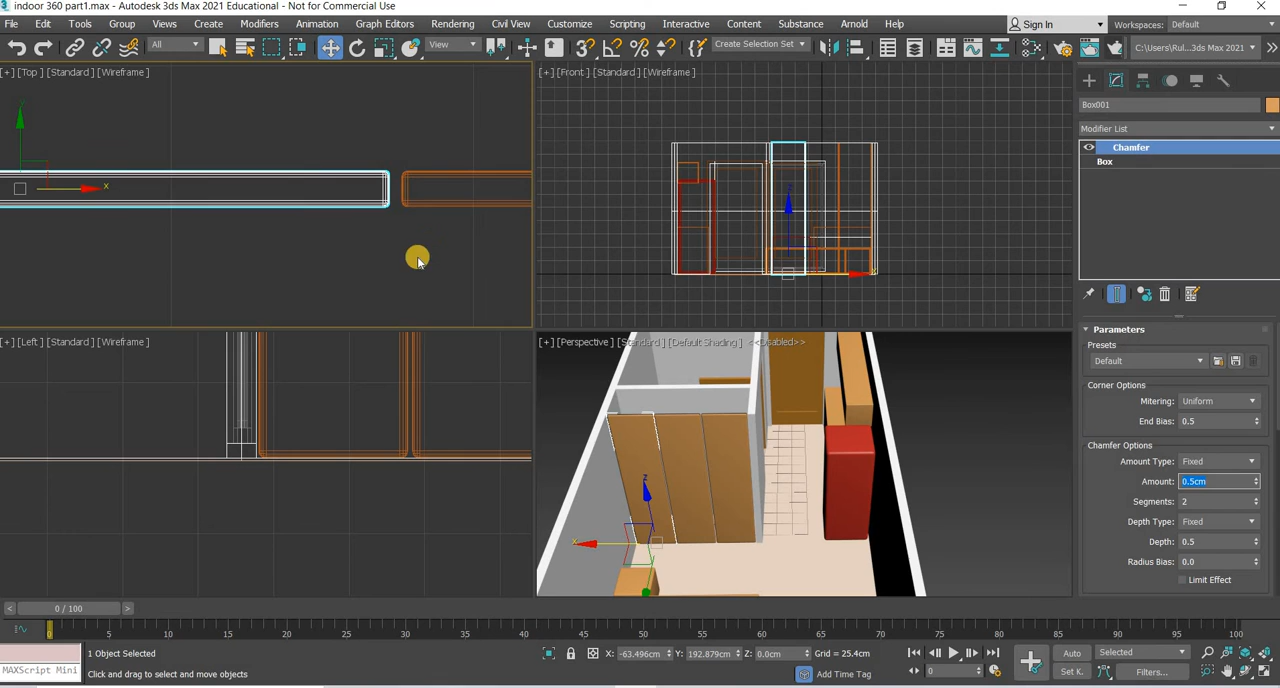 indoor 360 part1.max - Autodesk 3ds Max 2021 Educational - Not for Commercial Use
File Edit Tools Group Views Create Modifiers Animation Graph Editors Rendering Civil View Customize Scripting Interactive Content Substance Arnold Help Sign In Workspaces: Default
All View Create Selection Set C:\Users\Rul...3ds Max 2021
[+] [Top] [Standard] [Wireframe]
[+] [Front] [Standard] [Wireframe]
[+] [Left] [Standard] [Wireframe]
[+] [Perspective] [Standard] [Default Shading] <<Disabled>>
x
z
x
Box001
Modifier List
Chamfer
Box
Parameters
Presets
Default
Corner Options
Mitering: Uniform
End Bias: 0.5
Chamfer Options
Amount Type: Fixed
Amount: 0.5cm
Segments: 2
Depth Type: Fixed
Depth: 0.5
Radius Bias: 0.0
Limit Effect
< 0 / 100 >
0 5 10 15 20 25 30 35 40 45 50 55 60 65 70 75 80 85 90 95 100
1 Object Selected
X: -63.496cm Y: 192.879cm Z: 0.0cm Grid = 25.4cm
Auto Selected
MAXScript Mini
Click and drag to select and move objects
Add Time Tag
0
Set K. Filters...